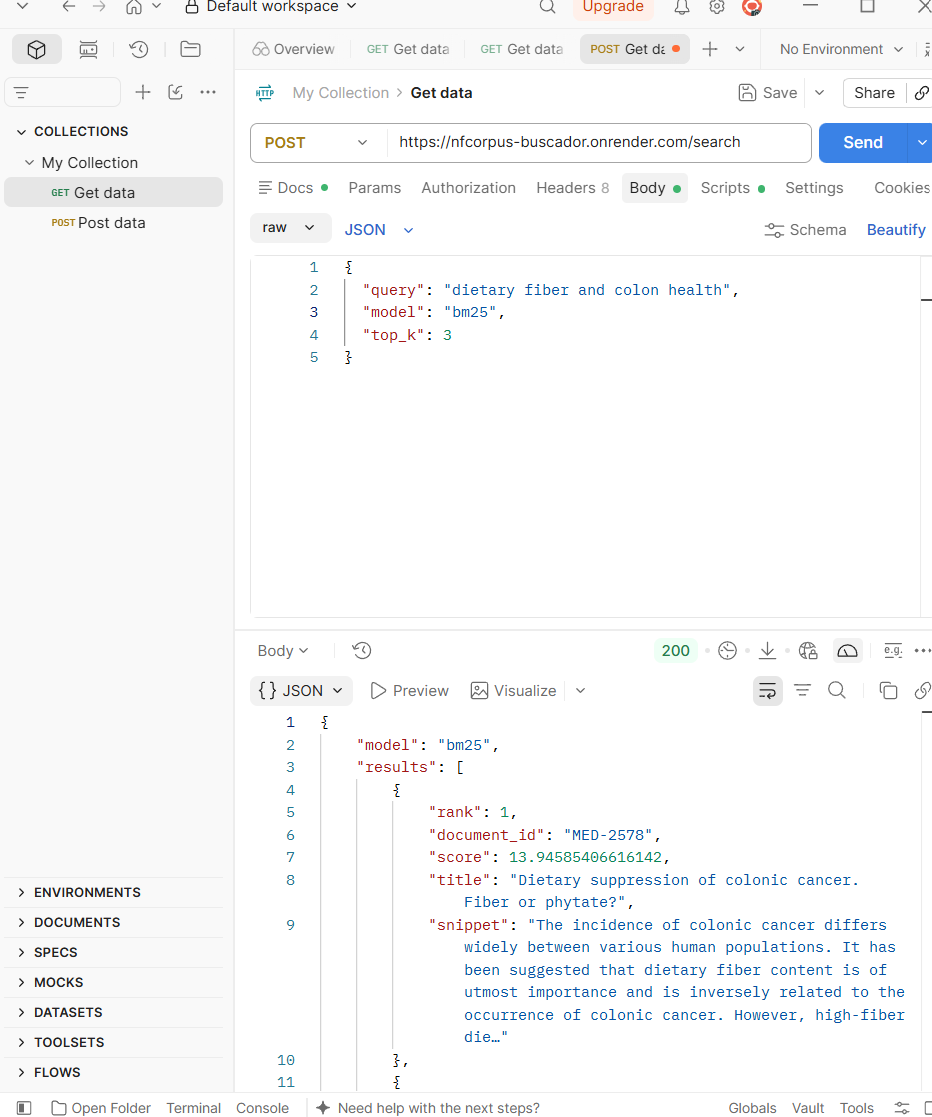 Default workspace
Upgrade
Overview
GET Get data
GET Get data
POST Get da
No Environment
HTTP
My Collection > Get data
Save
Share
COLLECTIONS
My Collection
GET Get data
POST Post data
POST
https://nfcorpus-buscador.onrender.com/search
Send
Docs
Params
Authorization
Headers 8
Body
Scripts
Settings
Cookies
raw
JSON
Schema
Beautify
1 {
2 "query": "dietary fiber and colon health",
3 "model": "bm25",
4 "top_k": 3
5 }
Body
200
e.g.
{} JSON
Preview
Visualize
1 {
2 "model": "bm25",
3 "results": [
4 {
5 "rank": 1,
6 "document_id": "MED-2578",
7 "score": 13.94585406616142,
8 "title": "Dietary suppression of colonic cancer.
Fiber or phytate?",
9 "snippet": "The incidence of colonic cancer differs
widely between various human populations. It has
been suggested that dietary fiber content is of
utmost importance and is inversely related to the
occurrence of colonic cancer. However, high-fiber
die…"
10 },
11 {
ENVIRONMENTS
DOCUMENTS
SPECS
MOCKS
DATASETS
TOOLSETS
FLOWS
Open Folder
Terminal
Console
Need help with the next steps?
Globals
Vault
Tools